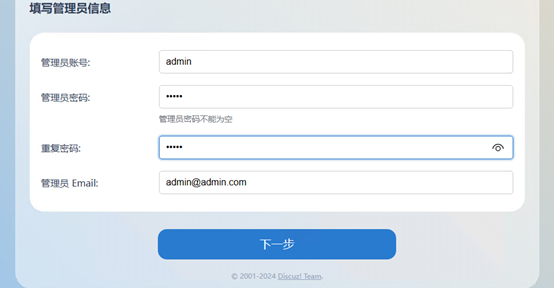 填写管理员信息
管理员账号: admin
管理员密码: •••••
管理员密码不能为空
重复密码: •••••
管理员 Email: admin@admin.com
下一步
© 2001-2024 Discuz! Team.